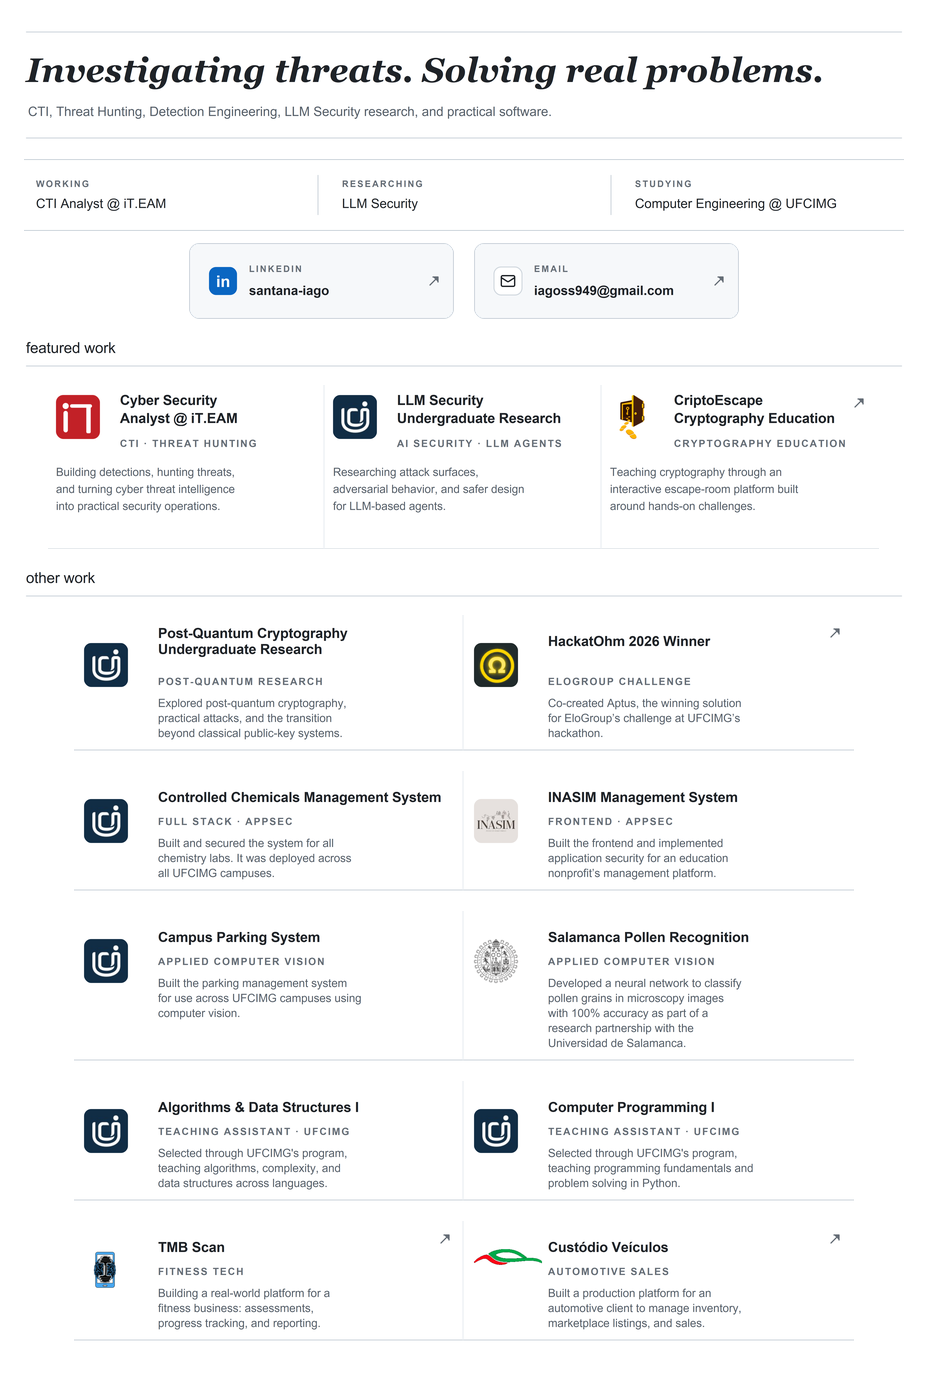 Investigating threats. Solving real problems.
CTI, Threat Hunting, Detection Engineering, LLM Security research, and practical software.
WORKING
CTI Analyst @ iT.EAM
RESEARCHING
LLM Security
STUDYING
Computer Engineering @ UFCIMG
in
LINKEDIN
santana-iago
EMAIL
iagoss949@gmail.com
featured work
iT
Cyber Security
Analyst @ iT.EAM
CTI · THREAT HUNTING
Building detections, hunting threats,
and turning cyber threat intelligence
into practical security operations.
LLM Security
Undergraduate Research
AI SECURITY · LLM AGENTS
Researching attack surfaces,
adversarial behavior, and safer design
for LLM-based agents.
CriptoEscape
Cryptography Education
CRYPTOGRAPHY EDUCATION
Teaching cryptography through an
interactive escape-room platform built
around hands-on challenges.
other work
Post-Quantum Cryptography
Undergraduate Research
POST-QUANTUM RESEARCH
Explored post-quantum cryptography,
practical attacks, and the transition
beyond classical public-key systems.
Ω
HackatOhm 2026 Winner
ELOGROUP CHALLENGE
Co-created Aptus, the winning solution
for EloGroup’s challenge at UFCIMG’s
hackathon.
Controlled Chemicals Management System
FULL STACK · APPSEC
Built and secured the system for all
chemistry labs. It was deployed across
all UFCIMG campuses.
INASIM
INASIM Management System
FRONTEND · APPSEC
Built the frontend and implemented
application security for an education
nonprofit’s management platform.
Campus Parking System
APPLIED COMPUTER VISION
Built the parking management system
for use across UFCIMG campuses using
computer vision.
Salamanca Pollen Recognition
APPLIED COMPUTER VISION
Developed a neural network to classify
pollen grains in microscopy images
with 100% accuracy as part of a
research partnership with the
Universidad de Salamanca.
Algorithms & Data Structures I
TEACHING ASSISTANT · UFCIMG
Selected through UFCIMG's program,
teaching algorithms, complexity, and
data structures across languages.
Computer Programming I
TEACHING ASSISTANT · UFCIMG
Selected through UFCIMG's program,
teaching programming fundamentals and
problem solving in Python.
TMB Scan
FITNESS TECH
Building a real-world platform for a
fitness business: assessments,
progress tracking, and reporting.
Custódio Veículos
AUTOMOTIVE SALES
Built a production platform for an
automotive client to manage inventory,
marketplace listings, and sales.